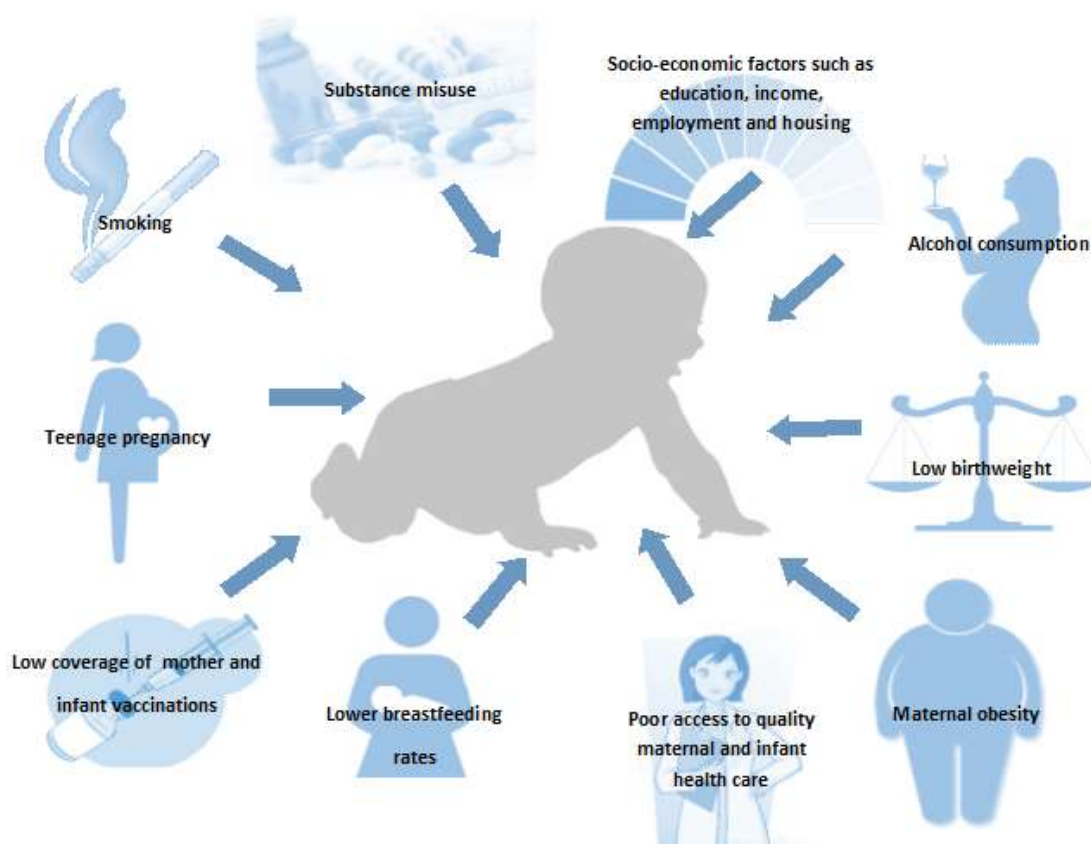 Substance misuse
Socio-economic factors such as
education, income,
employment and housing
Smoking
Alcohol consumption
Teenage pregnancy
Low birthweight
Low coverage of mother and
infant vaccinations
Lower breastfeeding
rates
Poor access to quality
maternal and infant
health care
Maternal obesity